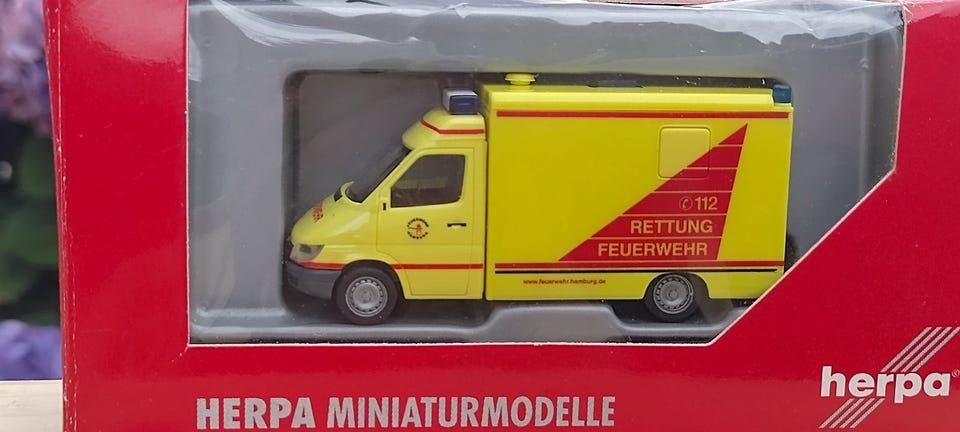 ✆112
RETTUNG
FEUERWEHR
www.feuerwehr.hamburg.de
HERPA MINIATURMODELLE
herpa®